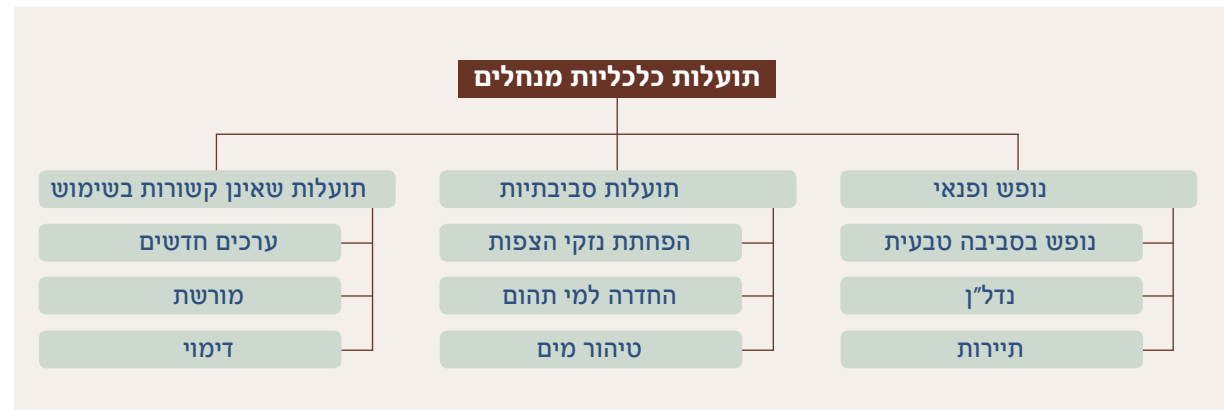 תועלות כלכליות מנחלים
נופש ופנאי
נופש בסביבה טבעית
נדל״ן
תיירות
תועלות סביבתיות
הפחתת נזקי הצפות
החדרה למי תהום
טיהור מים
תועלות שאינן קשורות בשימוש
ערכים חדשים
מורשת
דימוי